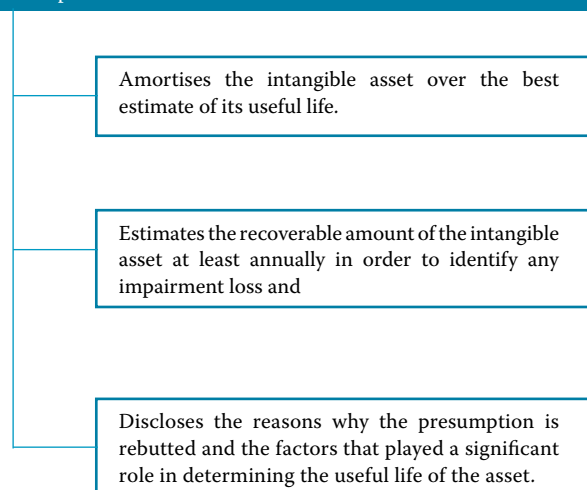 Amortises the intangible asset over the best
estimate of its useful life.
Estimates the recoverable amount of the intangible
asset at least annually in order to identify any
impairment loss and
Discloses the reasons why the presumption is
rebutted and the factors that played a significant
role in determining the useful life of the asset.